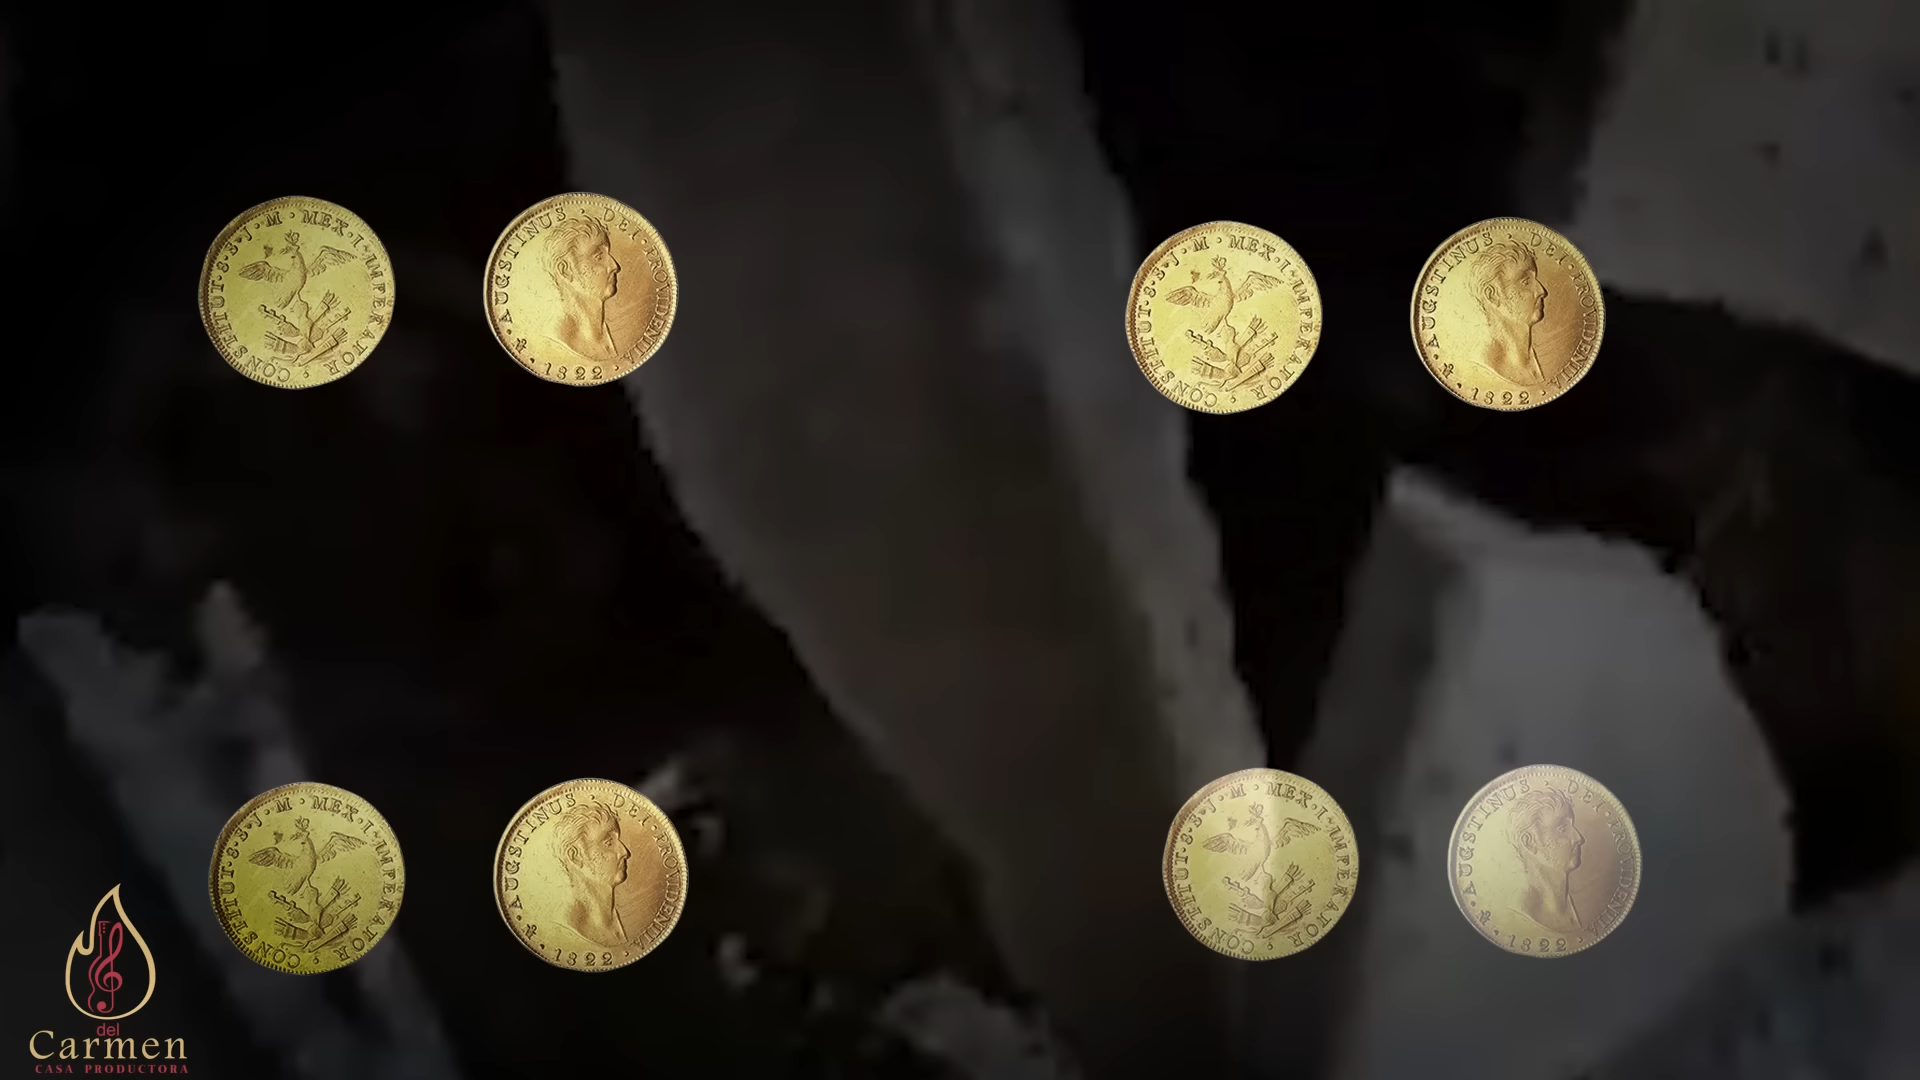 CONSTITUT·8·S·J·M·MEX·I·IMPERATOR·
·AUGSTINUS·DEI·PROVIDENTIA·
·1822·
CONSTITUT·8·S·J·M·MEX·I·IMPERATOR·
·AUGSTINUS·DEI·PROVIDENTIA·
·1822·
CONSTITUT·8·S·J·M·MEX·I·IMPERATOR·
·AUGSTINUS·DEI·PROVIDENTIA·
·1822·
CONSTITUT·8·S·J·M·MEX·I·IMPERATOR·
·AUGSTINUS·DEI·PROVIDENTIA·
·1822·
del
Carmen
CASA PRODUCTORA